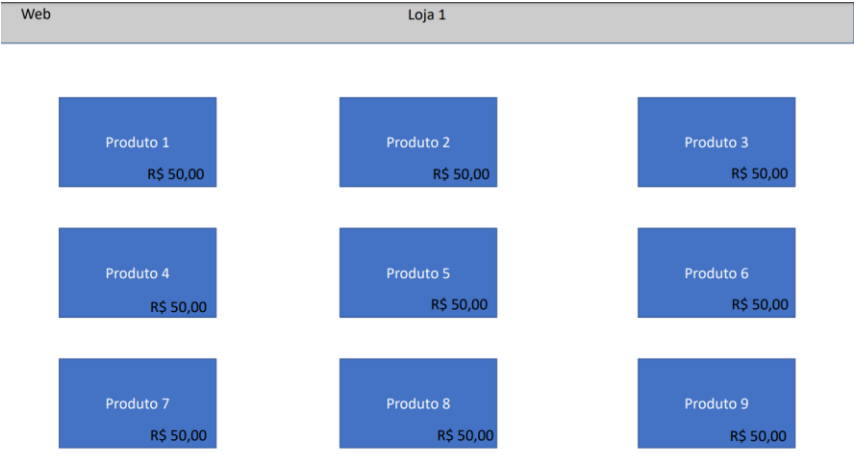 Web
Loja 1
Produto 1
R$ 50,00
Produto 2
R$ 50,00
Produto 3
R$ 50,00
Produto 4
R$ 50,00
Produto 5
R$ 50,00
Produto 6
R$ 50,00
Produto 7
R$ 50,00
Produto 8
R$ 50,00
Produto 9
R$ 50,00